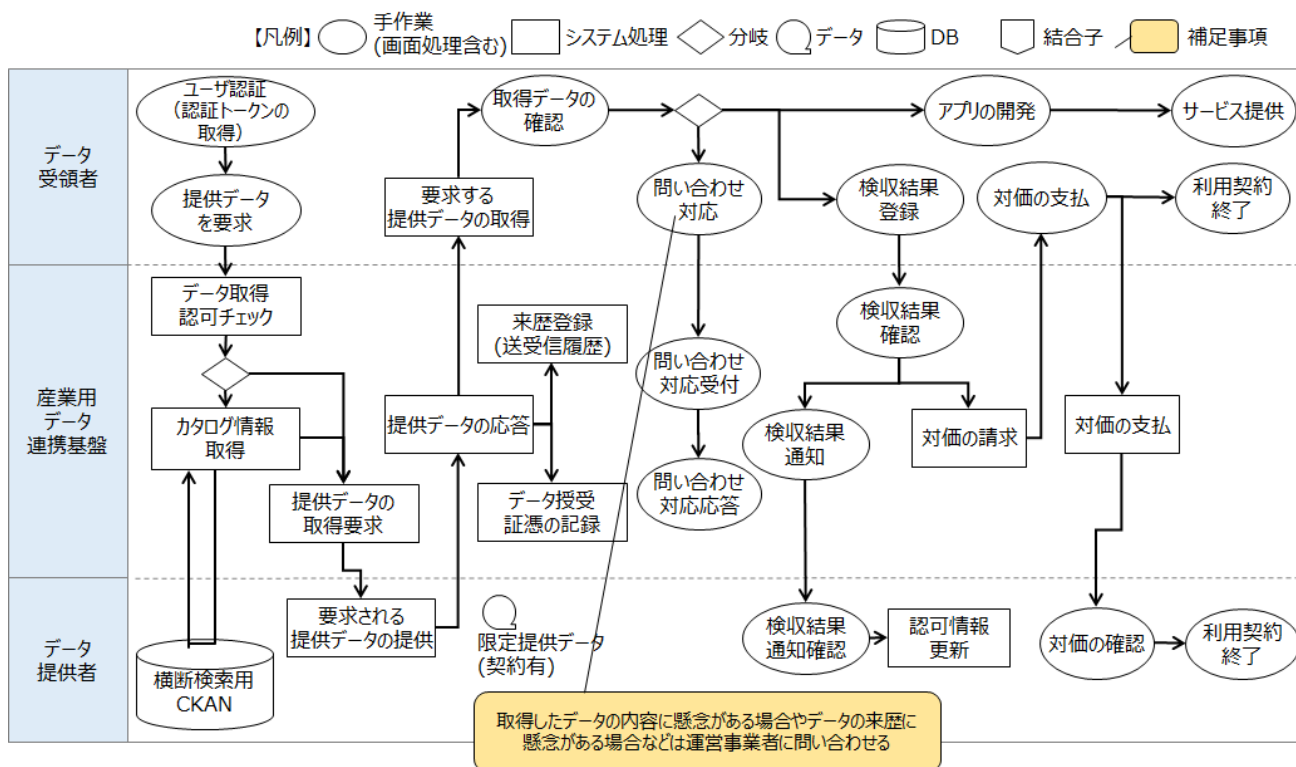 【凡例】
手作業
(画面処理含む)
システム処理
分岐
データ
DB
結合子
補足事項
データ
受領者
ユーザ認証
(認証トークンの
取得)
提供データ
を要求
要求する
提供データの取得
取得データの
確認
問い合わせ
対応
アプリの開発
サービス提供
検収結果
登録
対価の支払
利用契約
終了
産業用
データ
連携基盤
データ取得
認可チェック
カタログ情報
取得
提供データの
取得要求
提供データの応答
来歴登録
(送受信履歴)
データ授受
証憑の記録
問い合わせ
対応受付
問い合わせ
対応応答
検収結果
確認
検収結果
通知
対価の請求
対価の支払
データ
提供者
横断検索用
CKAN
要求される
提供データの提供
限定提供データ
(契約有)
検収結果
通知確認
認可情報
更新
対価の確認
利用契約
終了
取得したデータの内容に懸念がある場合やデータの来歴に
懸念がある場合などは運営事業者に問い合わせる